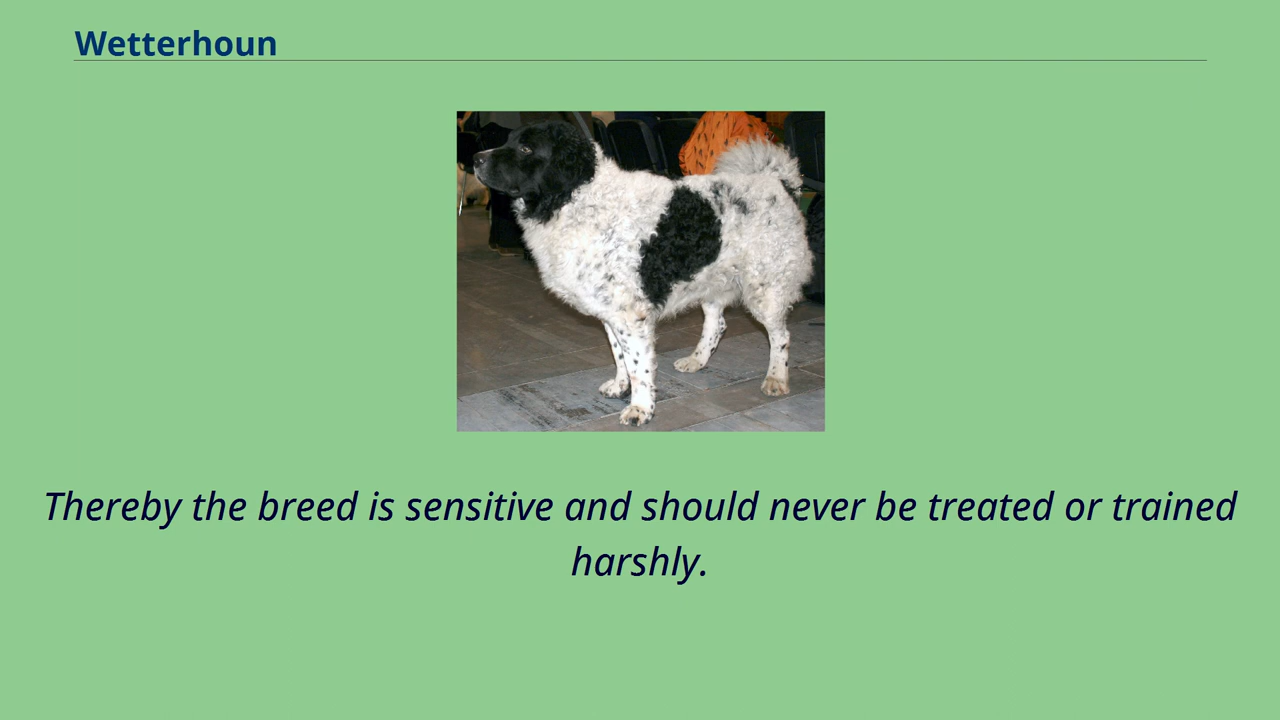 Wetterhoun
Thereby the breed is sensitive and should never be treated or trained
harshly.